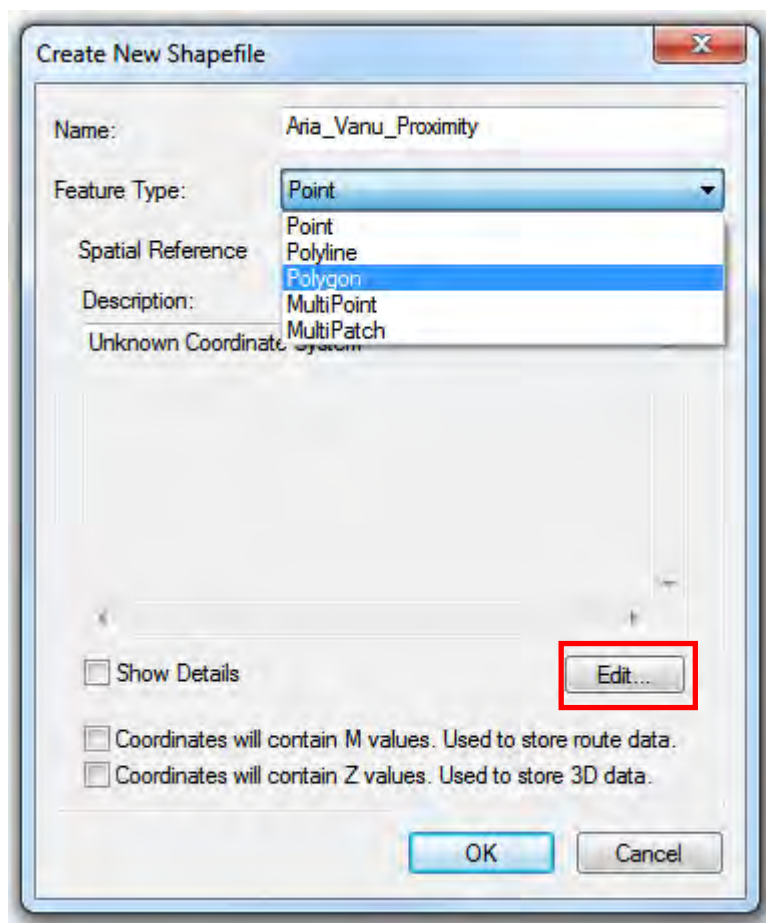 Create New Shapefile
Name: Aria_Vanu_Proximity
Feature Type: Point
Point
Spatial Reference Polyline
Polygon
Description: MultiPoint
MultiPatch
Unknown Coordinate System
Show Details Edit...
Coordinates will contain M values. Used to store route data.
Coordinates will contain Z values. Used to store 3D data.
OK Cancel